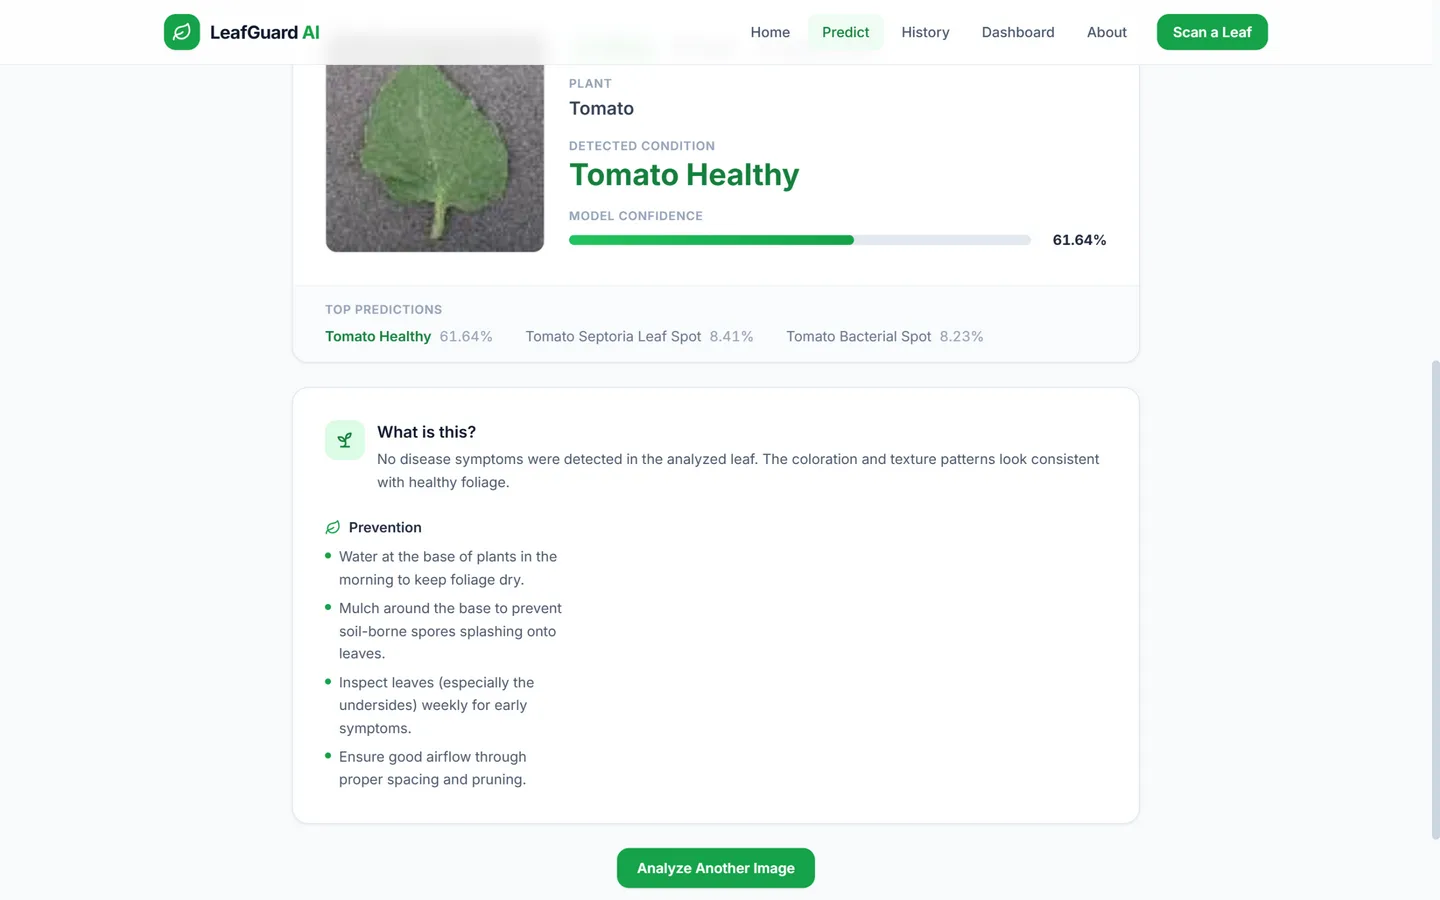 LeafGuard AI
Home
Predict
History
Dashboard
About
Scan a Leaf
PLANT
Tomato
DETECTED CONDITION
Tomato Healthy
MODEL CONFIDENCE
61.64%
TOP PREDICTIONS
Tomato Healthy 61.64%
Tomato Septoria Leaf Spot 8.41%
Tomato Bacterial Spot 8.23%
What is this?
No disease symptoms were detected in the analyzed leaf. The coloration and texture patterns look consistent
with healthy foliage.
Prevention
Water at the base of plants in the
morning to keep foliage dry.
Mulch around the base to prevent
soil-borne spores splashing onto
leaves.
Inspect leaves (especially the
undersides) weekly for early
symptoms.
Ensure good airflow through
proper spacing and pruning.
Analyze Another Image